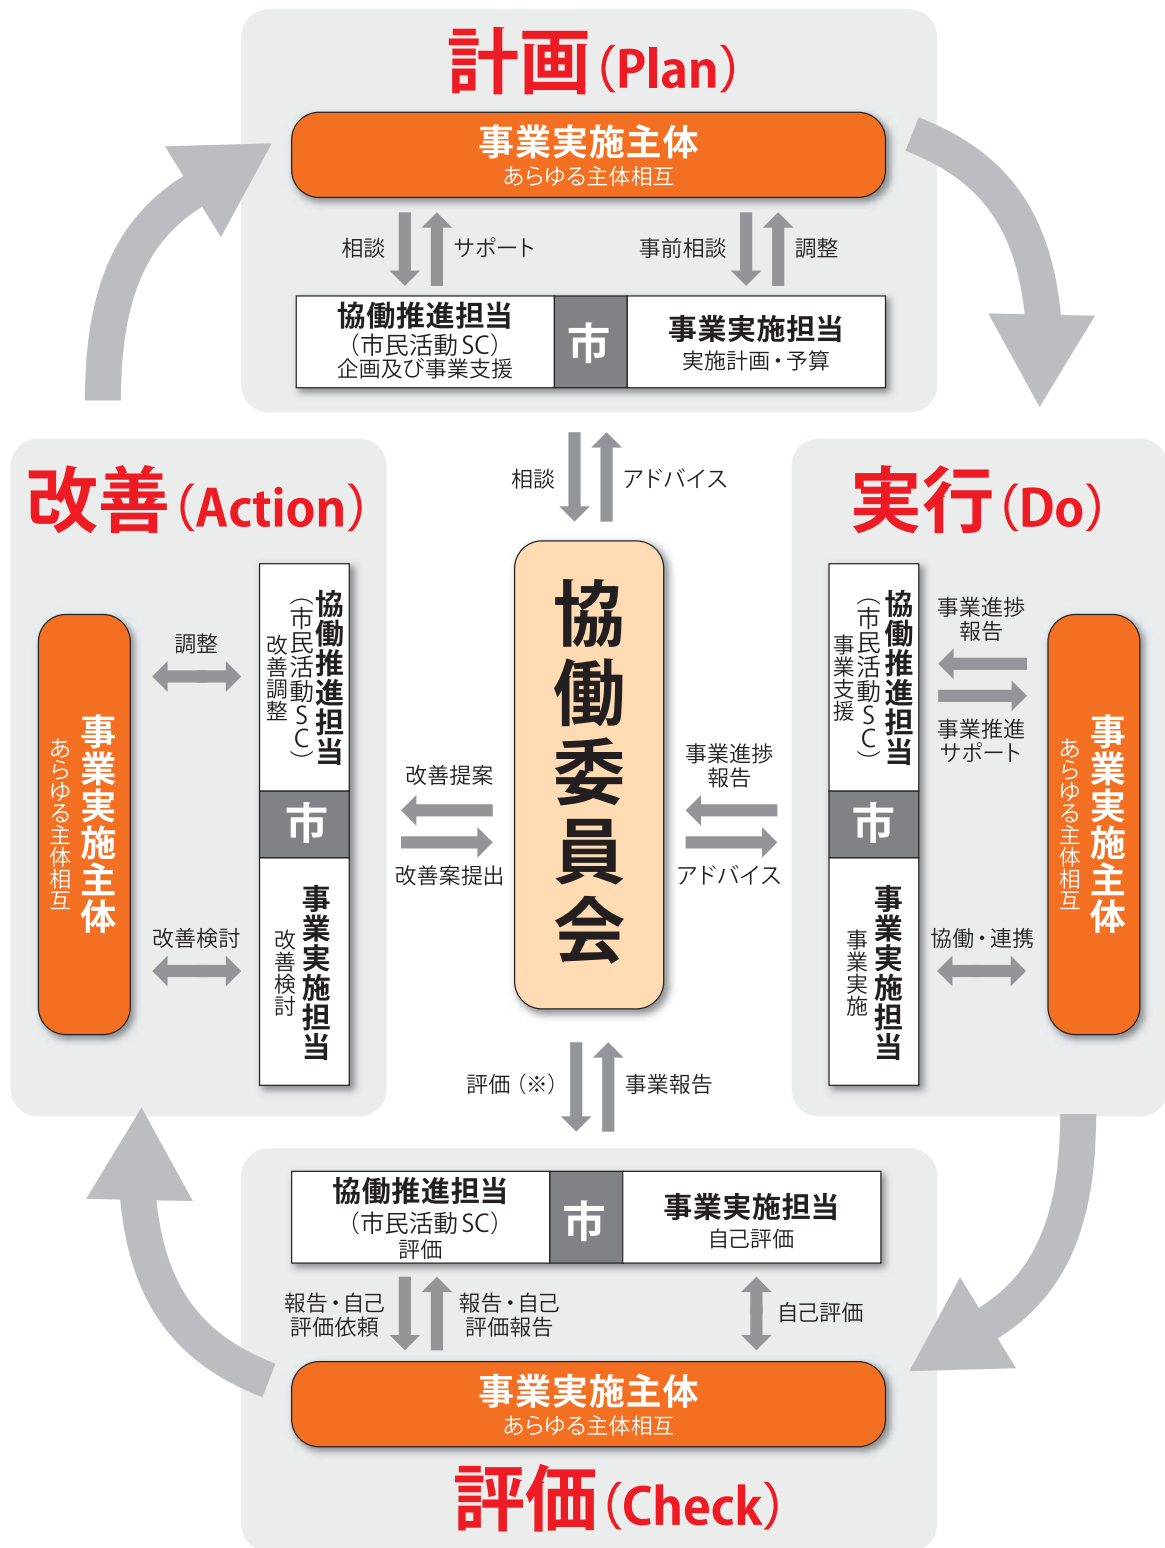 計画（Plan）
事業実施主体
あらゆる主体相互
相談
サポート
事前相談
調整
協働推進担当
（市民活動SC）
企画及び事業支援
市
事業実施担当
実施計画・予算
相談
アドバイス
改善（Action）
事業実施主体
あらゆる主体相互
調整
改善検討
協働推進担当
（市民活動SC）
改善調整
市
事業実施担当
改善検討
改善提案
改善案提出
協働委員会
事業進捗
報告
アドバイス
実行（Do）
協働推進担当
（市民活動SC）
事業支援
市
事業実施担当
事業実施
事業進捗
報告
事業推進
サポート
協働・連携
事業実施主体
あらゆる主体相互
評価（※）
事業報告
協働推進担当
（市民活動SC）
評価
市
事業実施担当
自己評価
報告・自己
評価依頼
報告・自己
評価報告
自己評価
事業実施主体
あらゆる主体相互
評価（Check）